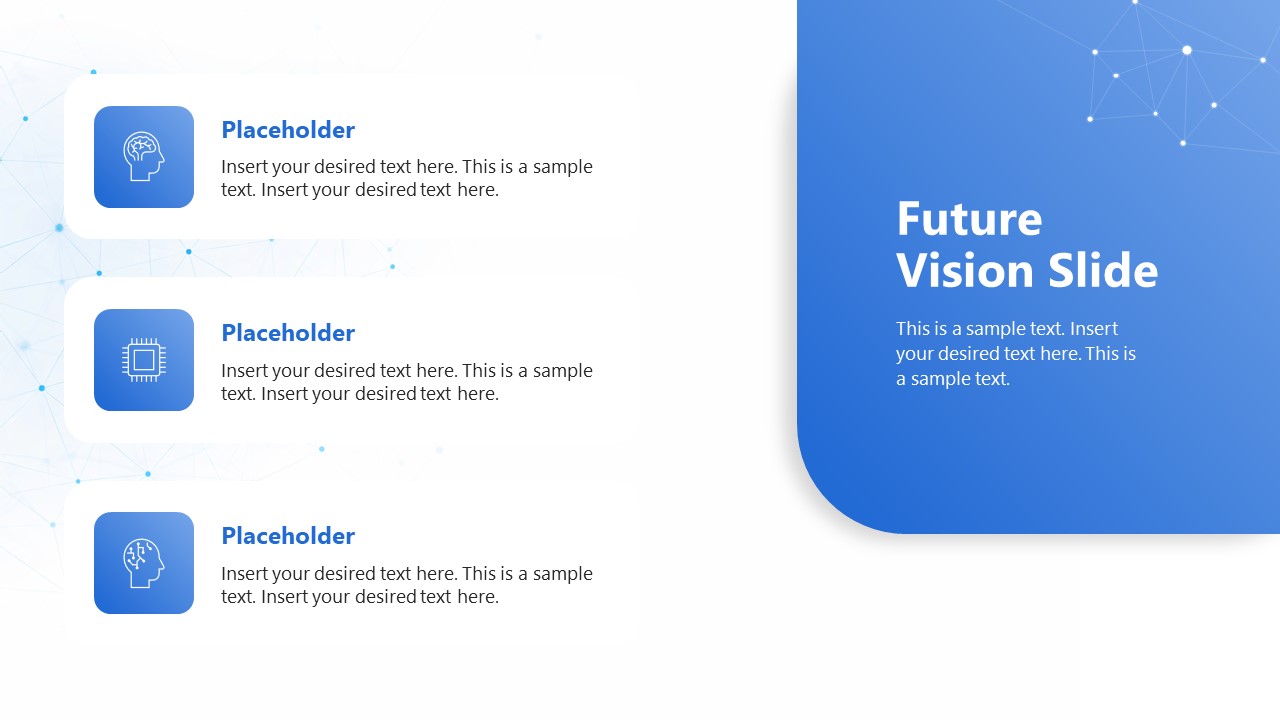 Placeholder
Insert your desired text here. This is a sample
text. Insert your desired text here.
Placeholder
Insert your desired text here. This is a sample
text. Insert your desired text here.
Placeholder
Insert your desired text here. This is a sample
text. Insert your desired text here.
Future
Vision Slide
This is a sample text. Insert
your desired text here. This is
a sample text.